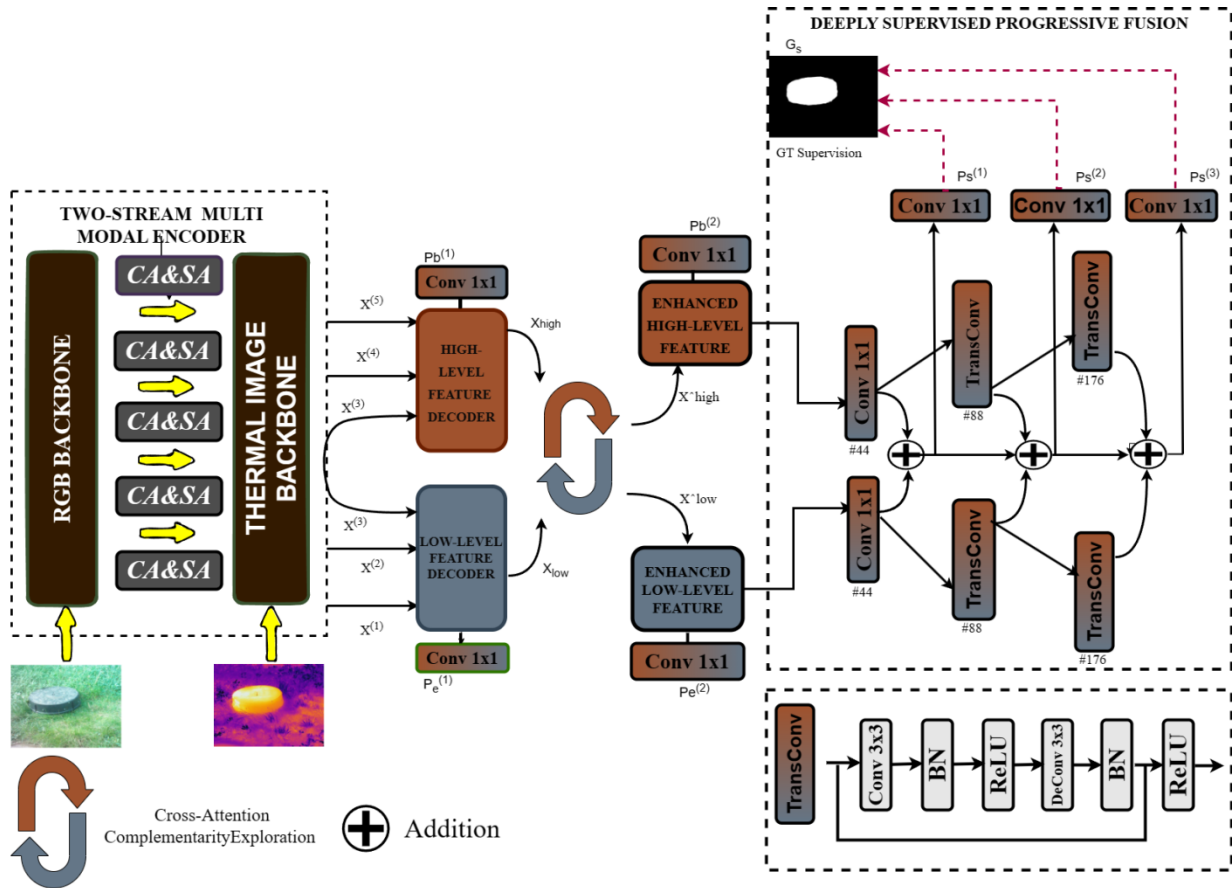 DEEPLY SUPERVISED PROGRESSIVE FUSION
Gs
GT Supervision
Ps(1)
Ps(2)
Ps(3)
Conv 1x1
Conv 1x1
Conv 1x1
TWO-STREAM MULTI
MODAL ENCODER
RGB BACKBONE
CA&SA
CA&SA
CA&SA
CA&SA
CA&SA
THERMAL IMAGE
BACKBONE
X(5)
X(4)
X(3)
X(3)
X(2)
X(1)
Pb(1)
Conv 1x1
HIGH-
LEVEL
FEATURE
DECODER
LOW-LEVEL
FEATURE
DECODER
Conv 1x1
Pe(1)
Xhigh
Xlow
X^high
X^low
Pb(2)
Conv 1x1
ENHANCED
HIGH-LEVEL
FEATURE
ENHANCED
LOW-LEVEL
FEATURE
Conv 1x1
Pe(2)
Conv 1x1
#44
Conv 1x1
#44
TransConv
#88
TransConv
#88
TransConv
#176
TransConv
#176
TransConv
Conv 3x3
BN
ReLU
DeConv 3x3
BN
ReLU
Cross-Attention
ComplementarityExploration
Addition